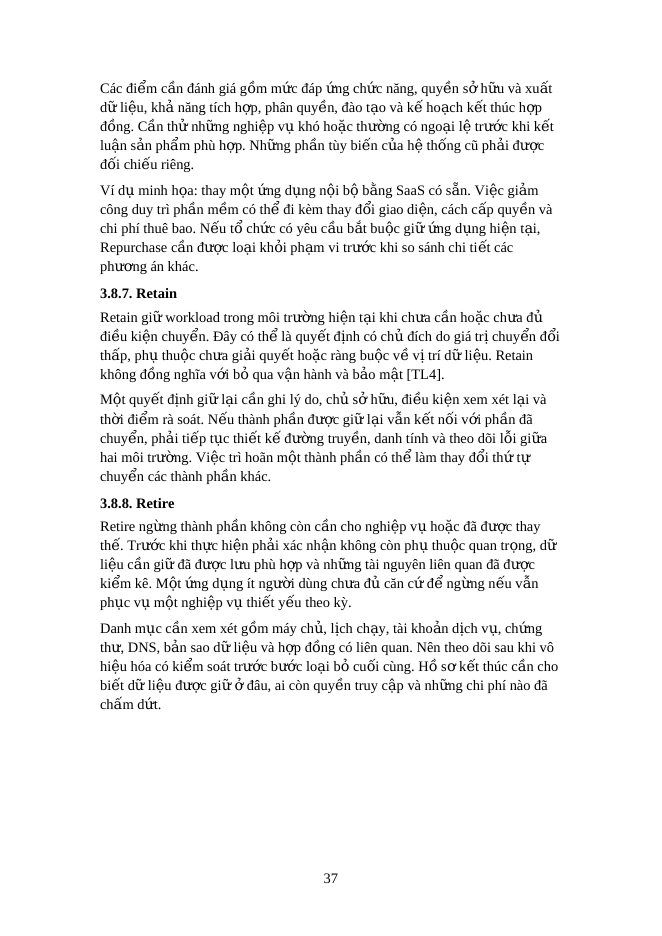 Các điểm cần đánh giá gồm mức đáp ứng chức năng, quyền sở hữu và xuất
dữ liệu, khả năng tích hợp, phân quyền, đào tạo và kế hoạch kết thúc hợp
đồng. Cần thử những nghiệp vụ khó hoặc thường có ngoại lệ trước khi kết
luận sản phẩm phù hợp. Những phần tùy biến của hệ thống cũ phải được
đối chiếu riêng.
Ví dụ minh họa: thay một ứng dụng nội bộ bằng SaaS có sẵn. Việc giảm
công duy trì phần mềm có thể đi kèm thay đổi giao diện, cách cấp quyền và
chi phí thuê bao. Nếu tổ chức có yêu cầu bắt buộc giữ ứng dụng hiện tại,
Repurchase cần được loại khỏi phạm vi trước khi so sánh chi tiết các
phương án khác.
3.8.7. Retain
Retain giữ workload trong môi trường hiện tại khi chưa cần hoặc chưa đủ
điều kiện chuyển. Đây có thể là quyết định có chủ đích do giá trị chuyển đổi
thấp, phụ thuộc chưa giải quyết hoặc ràng buộc về vị trí dữ liệu. Retain
không đồng nghĩa với bỏ qua vận hành và bảo mật [TL4].
Một quyết định giữ lại cần ghi lý do, chủ sở hữu, điều kiện xem xét lại và
thời điểm rà soát. Nếu thành phần được giữ lại vẫn kết nối với phần đã
chuyển, phải tiếp tục thiết kế đường truyền, danh tính và theo dõi lỗi giữa
hai môi trường. Việc trì hoãn một thành phần có thể làm thay đổi thứ tự
chuyển các thành phần khác.
3.8.8. Retire
Retire ngừng thành phần không còn cần cho nghiệp vụ hoặc đã được thay
thế. Trước khi thực hiện phải xác nhận không còn phụ thuộc quan trọng, dữ
liệu cần giữ đã được lưu phù hợp và những tài nguyên liên quan đã được
kiểm kê. Một ứng dụng ít người dùng chưa đủ căn cứ để ngừng nếu vẫn
phục vụ một nghiệp vụ thiết yếu theo kỳ.
Danh mục cần xem xét gồm máy chủ, lịch chạy, tài khoản dịch vụ, chứng
thư, DNS, bản sao dữ liệu và hợp đồng có liên quan. Nên theo dõi sau khi vô
hiệu hóa có kiểm soát trước bước loại bỏ cuối cùng. Hồ sơ kết thúc cần cho
biết dữ liệu được giữ ở đâu, ai còn quyền truy cập và những chi phí nào đã
chấm dứt.
37